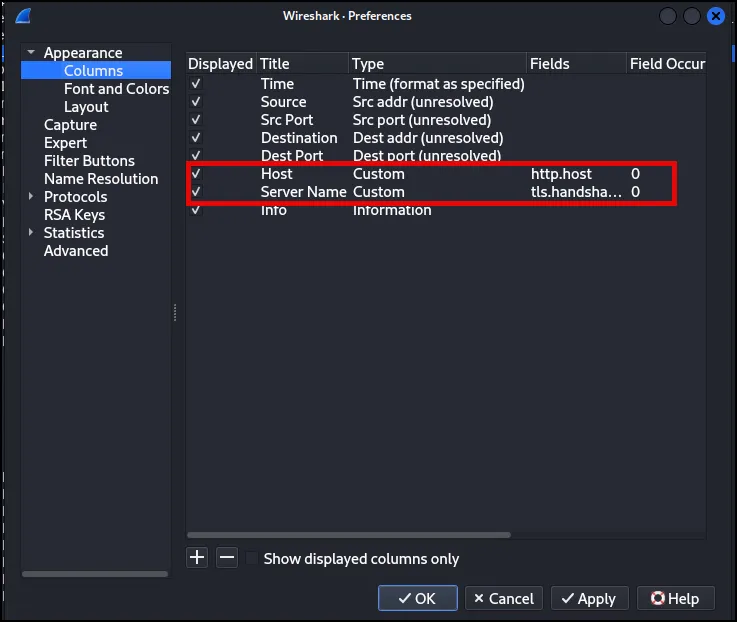 Wireshark · Preferences
Appearance
Columns
Font and Colors
Layout
Capture
Expert
Filter Buttons
Name Resolution
Protocols
RSA Keys
Statistics
Advanced
Displayed Title Type Fields Field Occur
Time Time (format as specified)
Source Src addr (unresolved)
Src Port Src port (unresolved)
Destination Dest addr (unresolved)
Dest Port Dest port (unresolved)
Host Custom http.host 0
Server Name Custom tls.handsha... 0
Info Information
Show displayed columns only
OK Cancel Apply Help